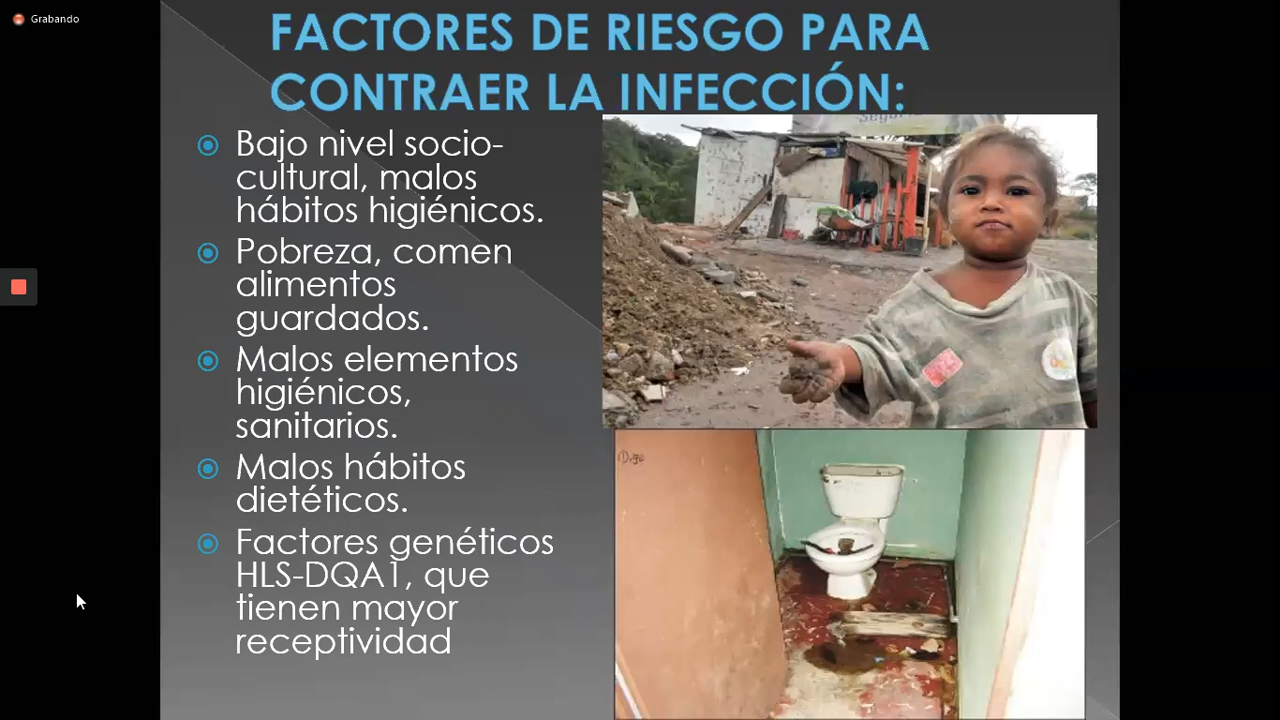 Grabando
FACTORES DE RIESGO PARA
CONTRAER LA INFECCIÓN:
Bajo nivel socio-
cultural, malos
hábitos higiénicos.
Pobreza, comen
alimentos
guardados.
Malos elementos
higiénicos,
sanitarios.
Malos hábitos
dietéticos.
Factores genéticos
HLS-DQA1, que
tienen mayor
receptividad